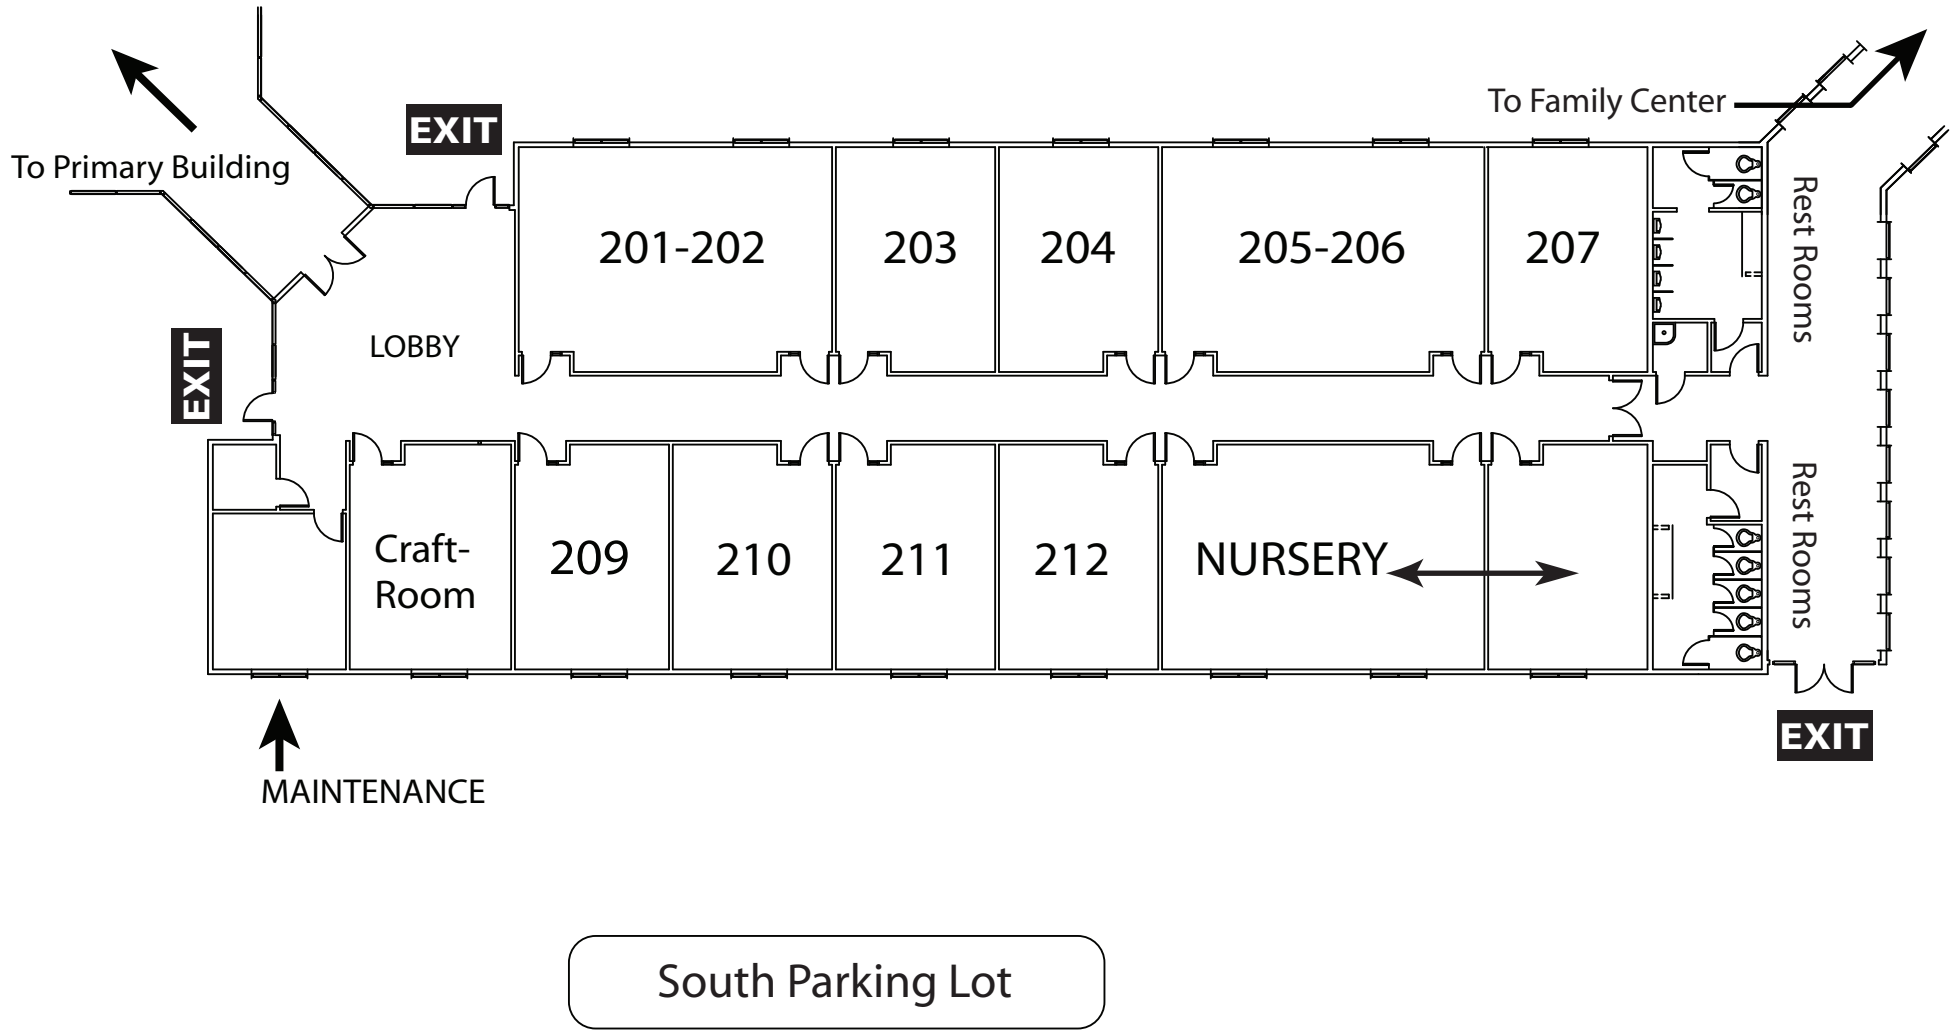 To Family Center
EXIT
To Primary Building
201-202
203
204
205-206
207
Rest Rooms
LOBBY
EXIT
Craft-
Room
209
210
211
212
NURSERY
Rest Rooms
EXIT
MAINTENANCE
South Parking Lot